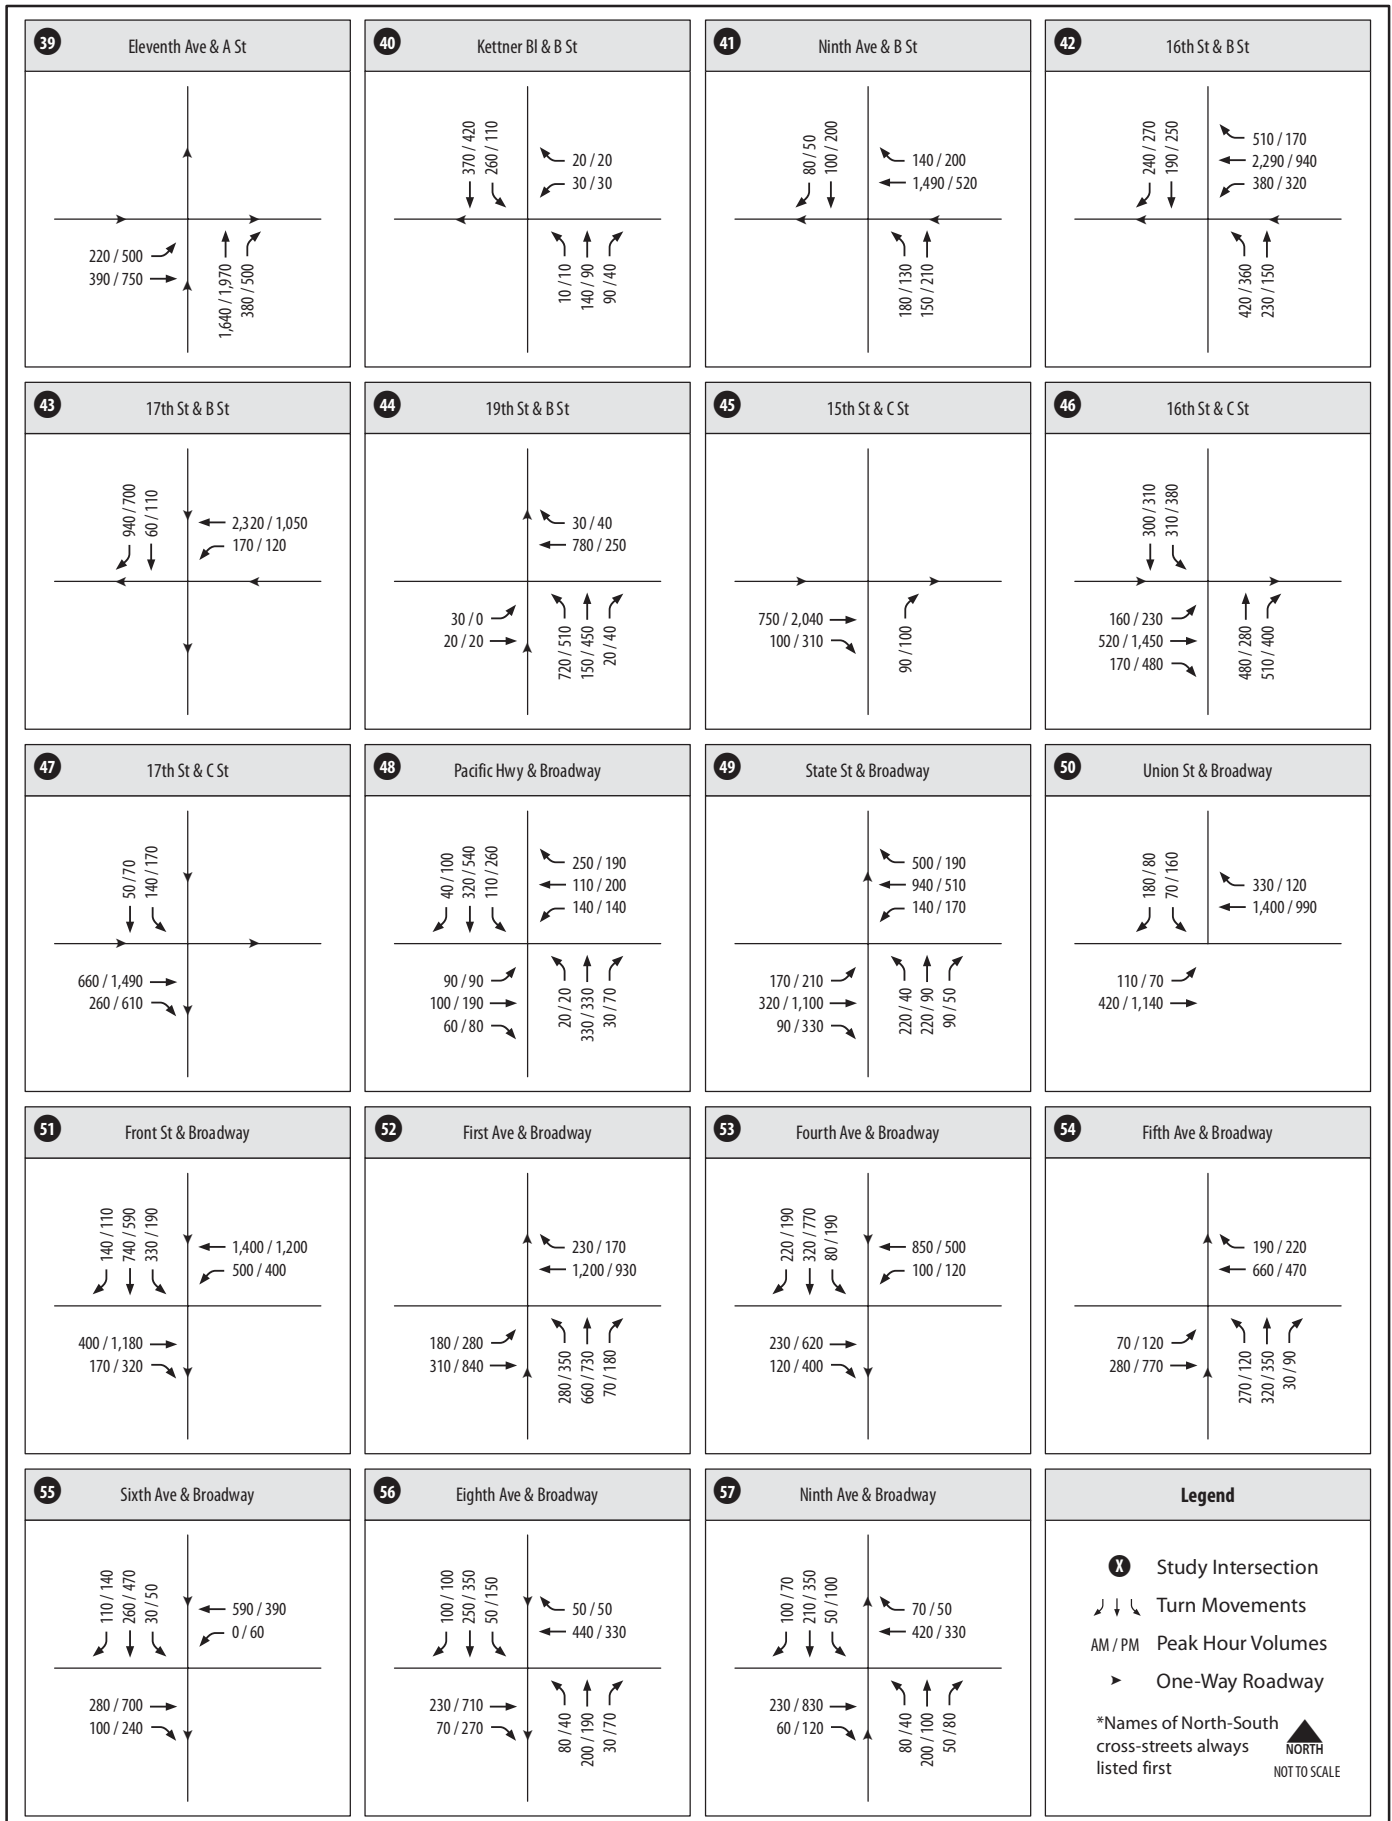 39
Eleventh Ave & A St
220 / 500
390 / 750
1,640 / 1,970
380 / 500
40
Kettner Bl & B St
370 / 420
260 / 110
20 / 20
30 / 30
10 / 10
140 / 90
90 / 40
41
Ninth Ave & B St
80 / 50
100 / 200
140 / 200
1,490 / 520
180 / 130
150 / 210
42
16th St & B St
240 / 270
190 / 250
510 / 170
2,290 / 940
380 / 320
420 / 360
230 / 150
43
17th St & B St
940 / 700
60 / 110
2,320 / 1,050
170 / 120
44
19th St & B St
30 / 40
780 / 250
30 / 0
20 / 20
720 / 510
150 / 450
20 / 40
45
15th St & C St
750 / 2,040
100 / 310
90 / 100
46
16th St & C St
300 / 310
310 / 380
160 / 230
520 / 1,450
170 / 480
480 / 280
510 / 400
47
17th St & C St
50 / 70
140 / 170
660 / 1,490
260 / 610
48
Pacific Hwy & Broadway
40 / 100
320 / 540
110 / 260
250 / 190
110 / 200
140 / 140
90 / 90
100 / 190
60 / 80
20 / 20
330 / 330
30 / 70
49
State St & Broadway
500 / 190
940 / 510
140 / 170
170 / 210
320 / 1,100
90 / 330
220 / 40
220 / 90
90 / 50
50
Union St & Broadway
180 / 80
70 / 160
330 / 120
1,400 / 990
110 / 70
420 / 1,140
51
Front St & Broadway
140 / 110
740 / 590
330 / 190
1,400 / 1,200
500 / 400
400 / 1,180
170 / 320
52
First Ave & Broadway
230 / 170
1,200 / 930
180 / 280
310 / 840
280 / 350
660 / 730
70 / 180
53
Fourth Ave & Broadway
220 / 190
320 / 770
80 / 190
850 / 500
100 / 120
230 / 620
120 / 400
54
Fifth Ave & Broadway
190 / 220
660 / 470
70 / 120
280 / 770
270 / 120
320 / 350
30 / 90
55
Sixth Ave & Broadway
110 / 140
260 / 470
30 / 50
590 / 390
0 / 60
280 / 700
100 / 240
56
Eighth Ave & Broadway
100 / 100
250 / 350
50 / 150
50 / 50
440 / 330
230 / 710
70 / 270
80 / 40
200 / 190
30 / 70
57
Ninth Ave & Broadway
100 / 70
210 / 350
50 / 100
70 / 50
420 / 330
230 / 830
60 / 120
80 / 40
200 / 100
50 / 80
Legend
X Study Intersection
Turn Movements
AM / PM Peak Hour Volumes
One-Way Roadway
*Names of North-South
cross-streets always
listed first
NORTH
NOT TO SCALE